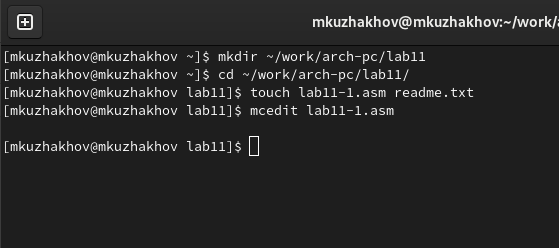 mkuzhakhov@mkuzhakhov:~/work/a
[mkuzhakhov@mkuzhakhov ~]$ mkdir ~/work/arch-pc/lab11
[mkuzhakhov@mkuzhakhov ~]$ cd ~/work/arch-pc/lab11/
[mkuzhakhov@mkuzhakhov lab11]$ touch lab11-1.asm readme.txt
[mkuzhakhov@mkuzhakhov lab11]$ mcedit lab11-1.asm
[mkuzhakhov@mkuzhakhov lab11]$